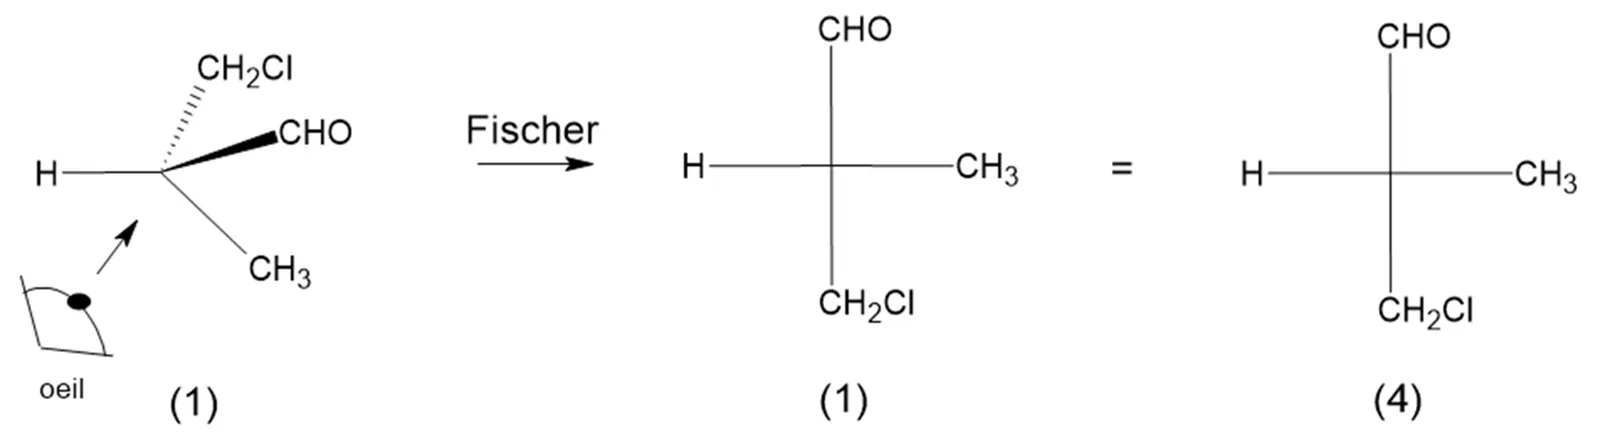 CH₂Cl
CHO
H
CH₃
oeil
(1)
Fischer
CHO
H
CH₃
CH₂Cl
(1)
=
CHO
H
CH₃
CH₂Cl
(4)